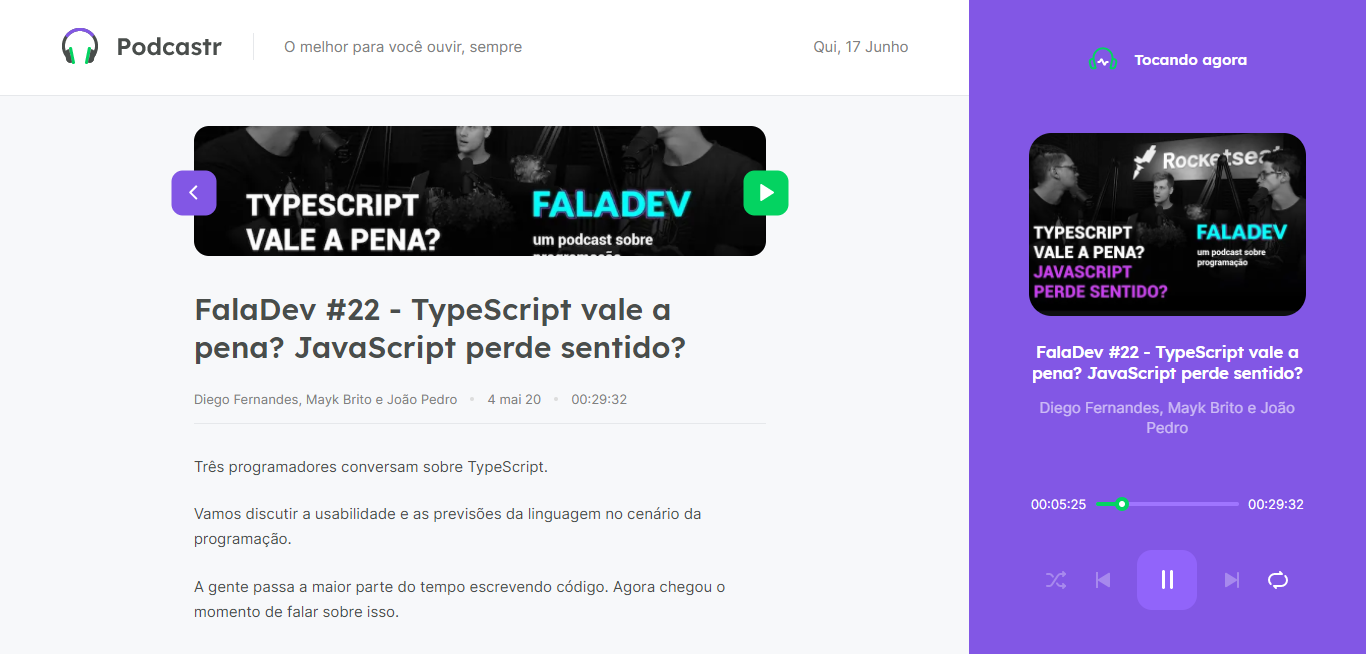 Podcastr
O melhor para você ouvir, sempre
Qui, 17 Junho
TYPESCRIPT
VALE A PENA?
FALADEV
um podcast sobre
programação
FalaDev #22 - TypeScript vale a
pena? JavaScript perde sentido?
Diego Fernandes, Mayk Brito e João Pedro
4 mai 20
00:29:32
Três programadores conversam sobre TypeScript.
Vamos discutir a usabilidade e as previsões da linguagem no cenário da
programação.
A gente passa a maior parte do tempo escrevendo código. Agora chegou o
momento de falar sobre isso.
Tocando agora
Rocketseat
TYPESCRIPT
VALE A PENA?
JAVASCRIPT
PERDE SENTIDO?
FALADEV
um podcast sobre
programação
FalaDev #22 - TypeScript vale a
pena? JavaScript perde sentido?
Diego Fernandes, Mayk Brito e João
Pedro
00:05:25
00:29:32